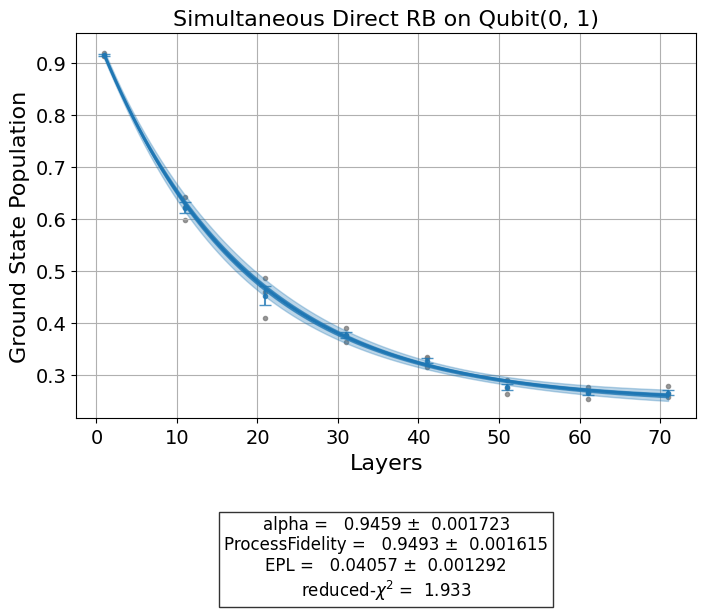 Simultaneous Direct RB on Qubit(0, 1)
Ground State Population
0.9
0.8
0.7
0.6
0.5
0.4
0.3
0 10 20 30 40 50 60 70
Layers
alpha = 0.9459 ± 0.001723
ProcessFidelity = 0.9493 ± 0.001615
EPL = 0.04057 ± 0.001292
reduced-χ² = 1.933